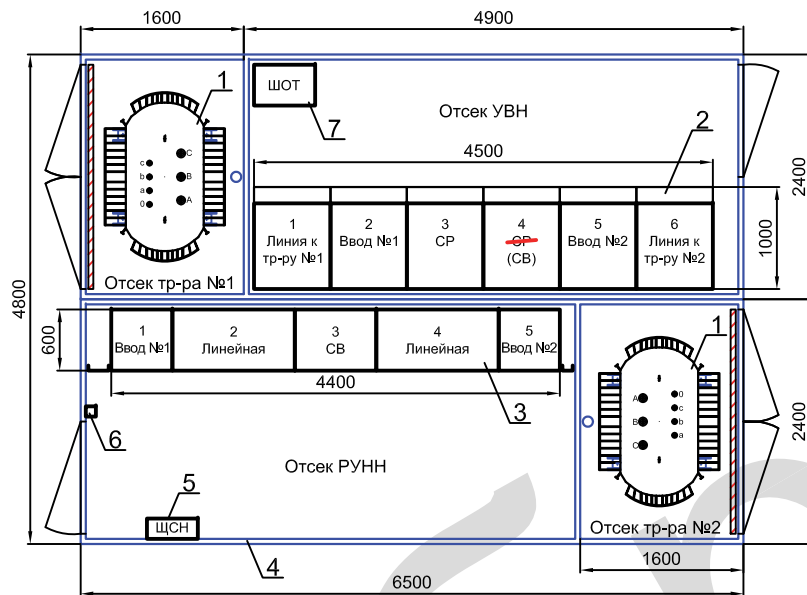 1600
4900
1
ШОТ
7
Отсек УВН
2
4500
c
b
a
0
C
B
A
1
Линия к
тр-ру №1
2
Ввод №1
3
СР
4
СР
(СВ)
5
Ввод №2
6
Линия к
тр-ру №2
1000
2400
Отсек тр-ра №1
4800
600
1
Ввод №1
2
Линейная
3
СВ
4
Линейная
5
Ввод №2
4400
3
1
A
B
C
0
c
b
a
2400
6
Отсек РУНН
5
ЩСН
4
Отсек тр-ра №2
1600
6500